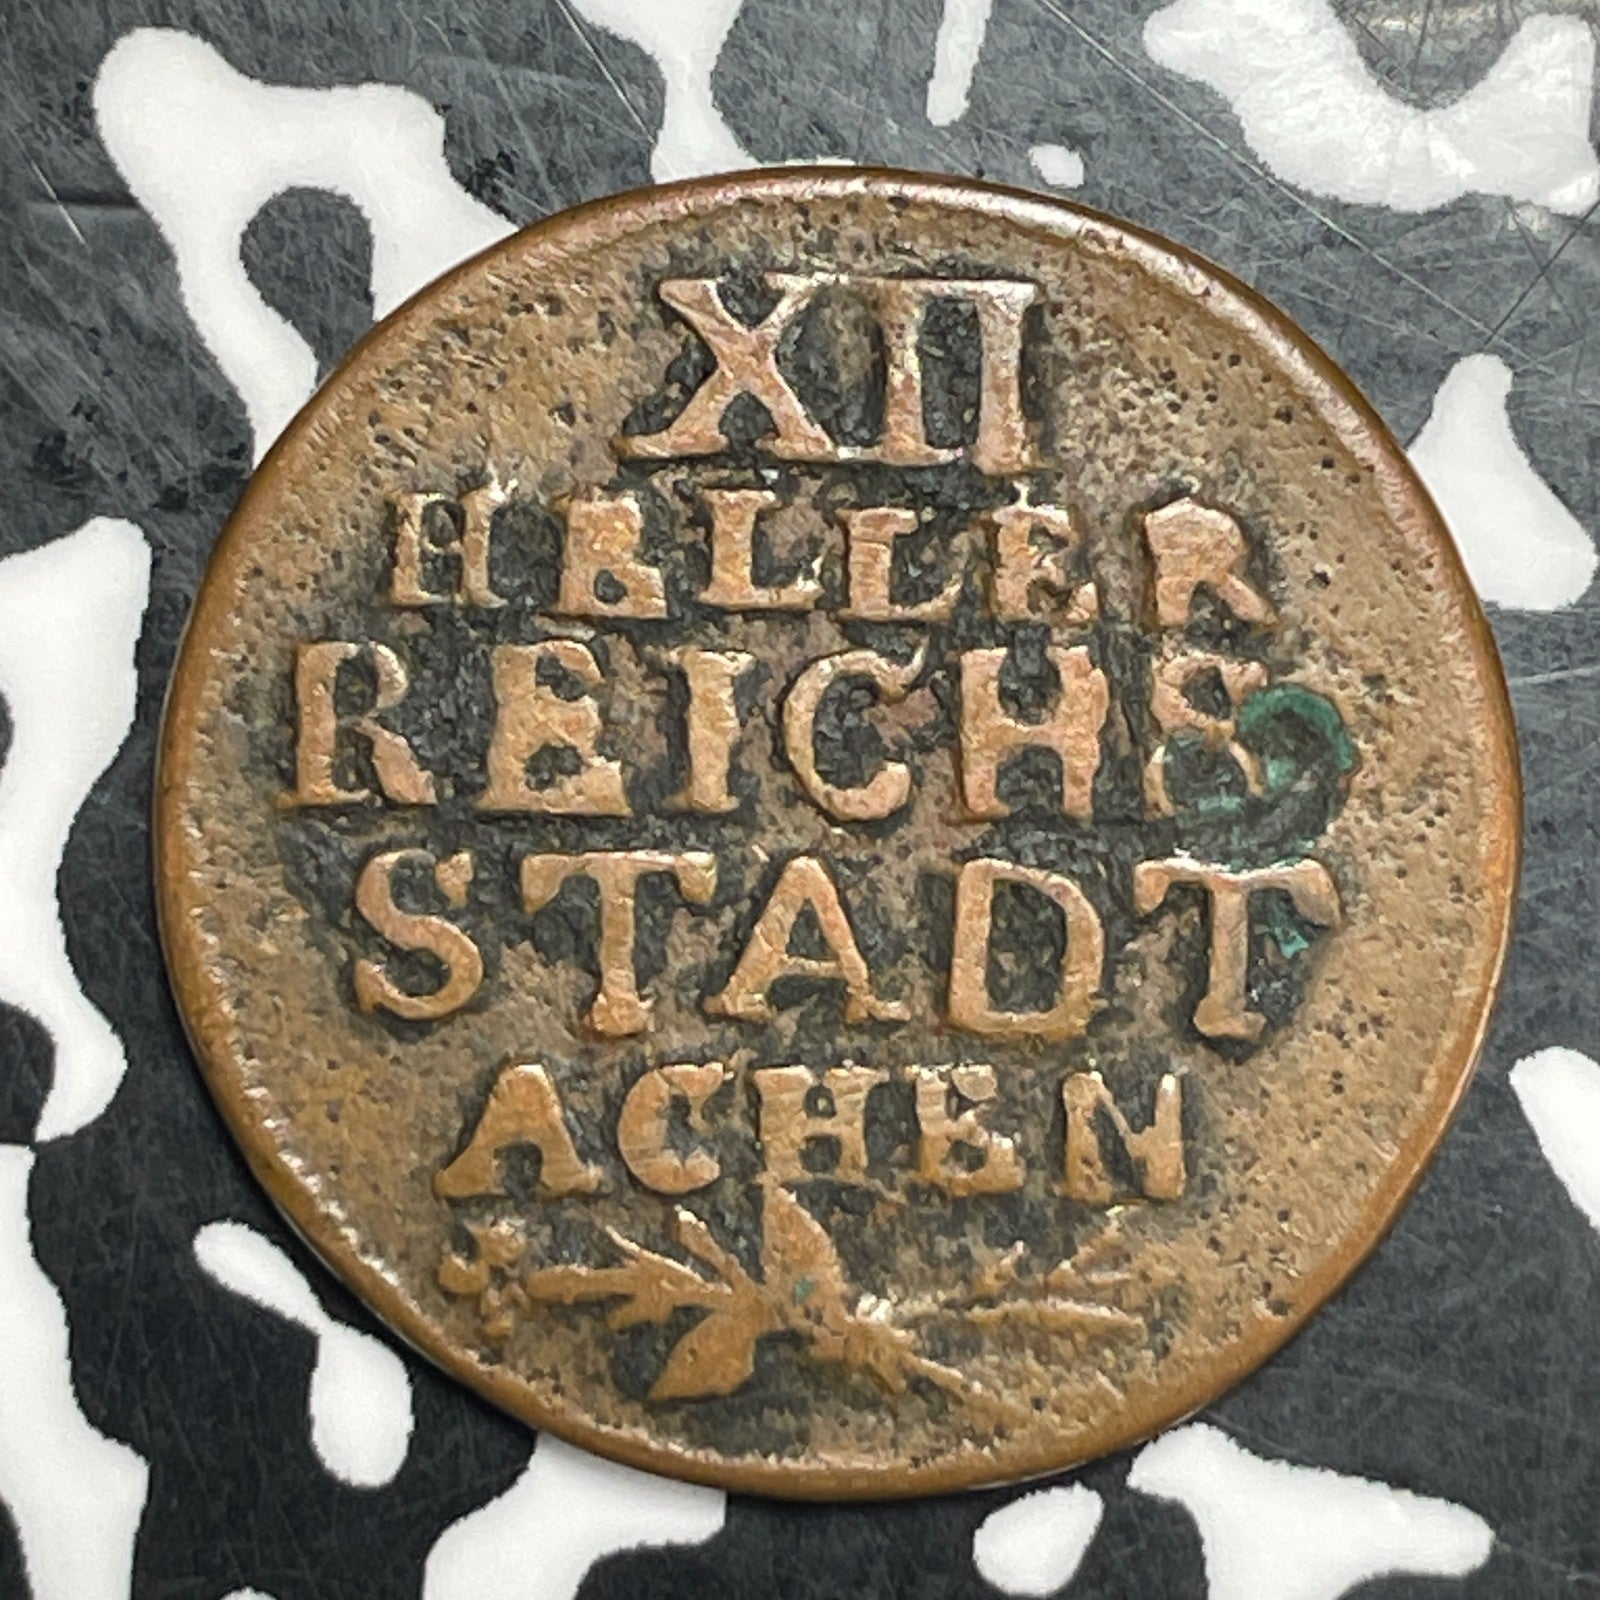 XII
HELLER
REICHS
STADT
ACHEN